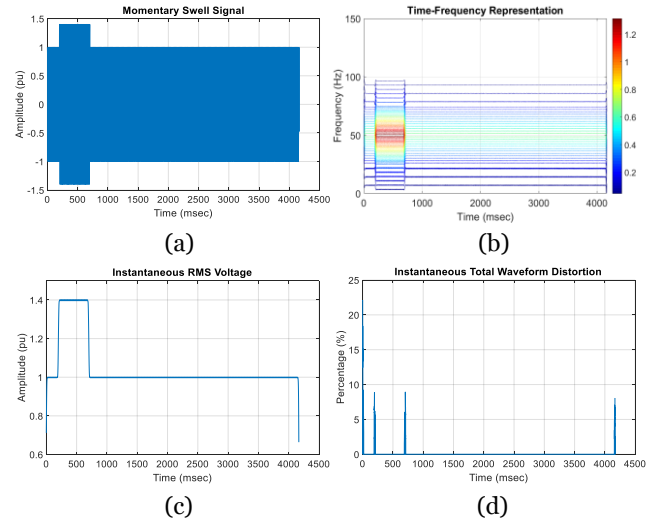 Momentary Swell Signal
1.5
1
0.5
0
-0.5
-1
-1.5
Amplitude (pu)
0 500 1000 1500 2000 2500 3000 3500 4000 4500
Time (msec)
(a)
Time-Frequency Representation
150
100
50
0
Frequency (Hz)
0 1000 2000 3000 4000
Time (msec)
1.2
1
0.8
0.6
0.4
0.2
(b)
Instantaneous RMS Voltage
1.4
1.2
1
0.8
0.6
Amplitude (pu)
0 500 1000 1500 2000 2500 3000 3500 4000 4500
Time (msec)
(c)
Instantaneous Total Waveform Distortion
25
20
15
10
5
0
Percentage (%)
0 500 1000 1500 2000 2500 3000 3500 4000 4500
Time (msec)
(d)